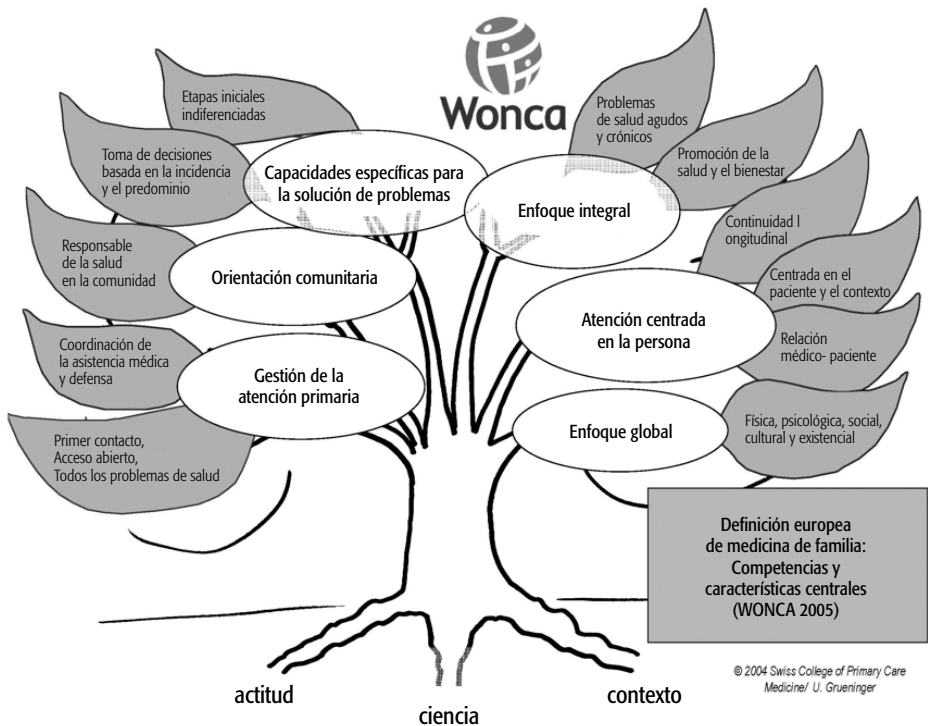 Wonca
Etapas iniciales
indiferenciadas
Toma de decisiones
basada en la incidencia
y el predominio
Responsable
de la salud
en la comunidad
Coordinación de
la asistencia médica
y defensa
Primer contacto,
Acceso abierto,
Todos los problemas de salud
Capacidades específicas para
la solución de problemas
Orientación comunitaria
Gestión de la
atención primaria
Enfoque integral
Atención centrada
en la persona
Enfoque global
Problemas
de salud agudos
y crónicos
Promoción de la
salud y el bienestar
Continuidad l
ongitudinal
Centrada en el
paciente y el contexto
Relación
médico- paciente
Física, psicológica, social,
cultural y existencial
Definición europea
de medicina de familia:
Competencias y
características centrales
(WONCA 2005)
actitud
ciencia
contexto
© 2004 Swiss College of Primary Care
Medicine/ U. Grueninger